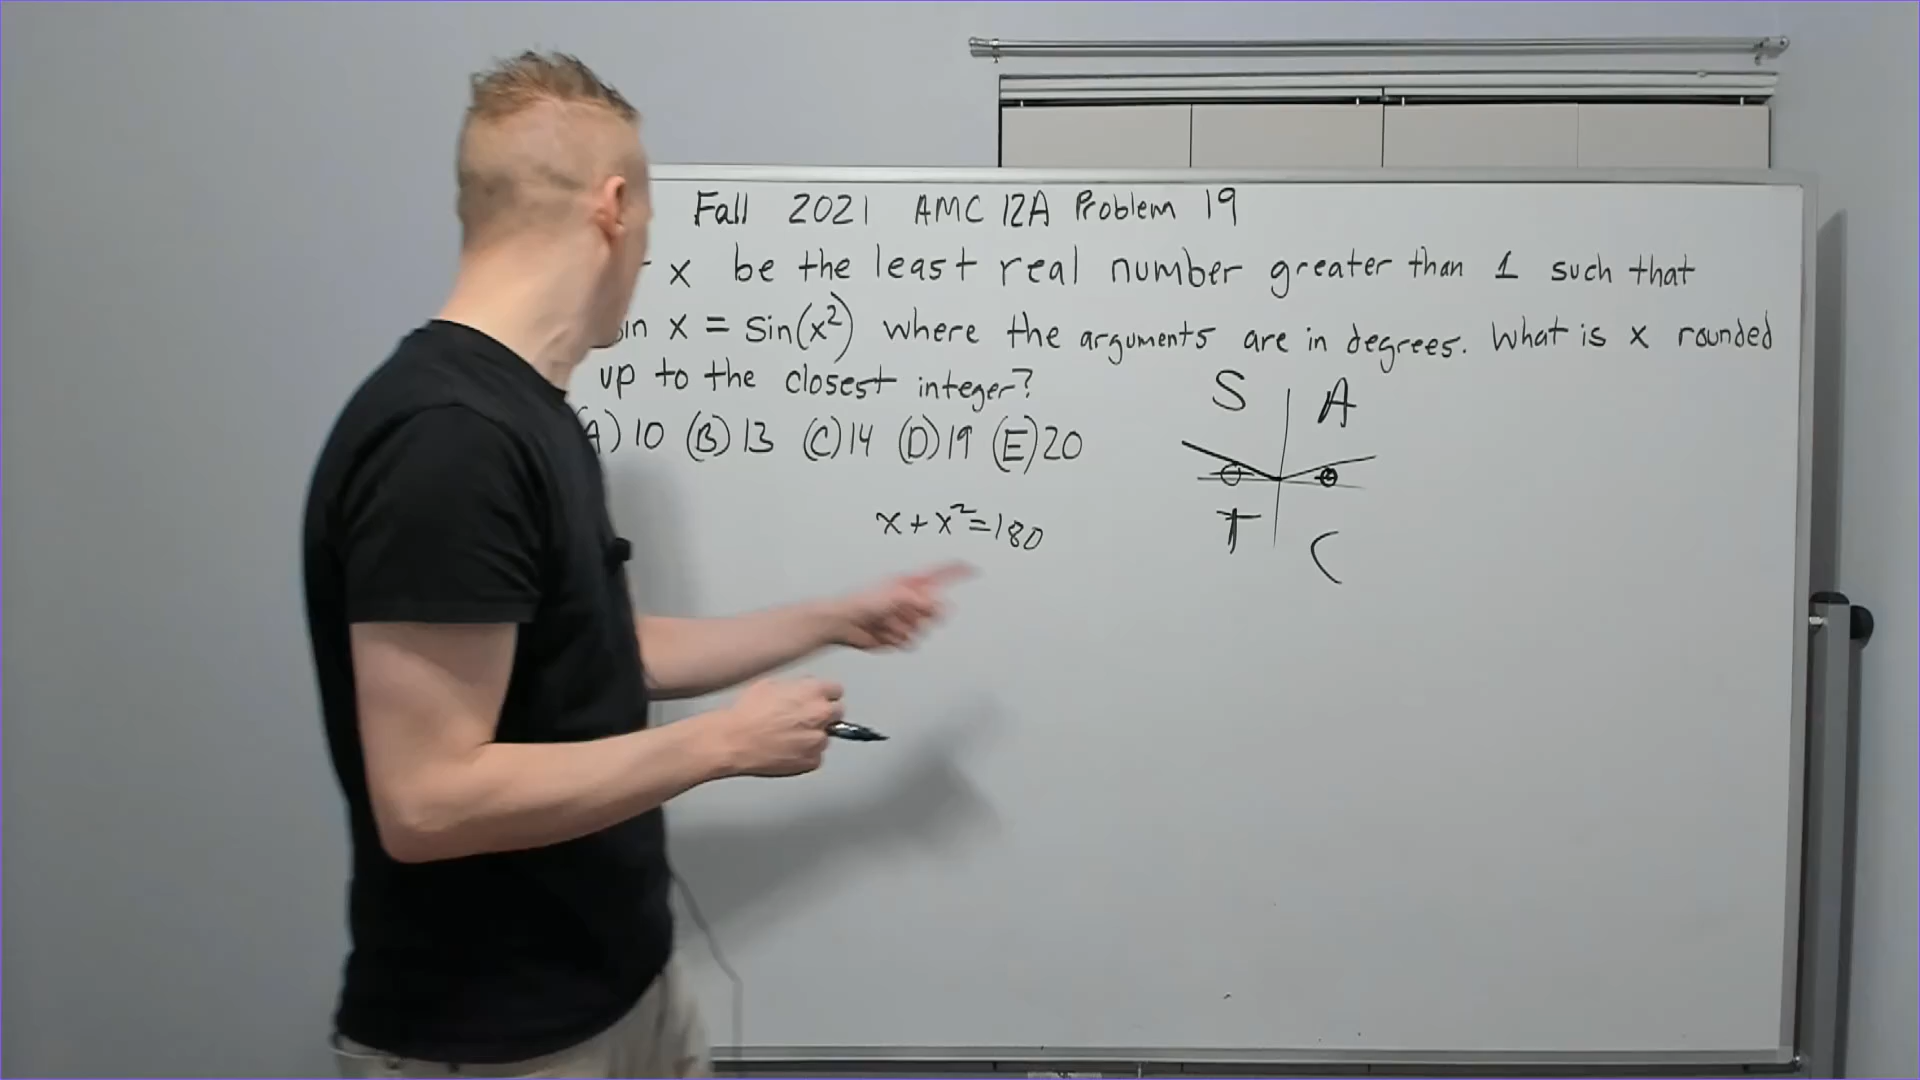 Fall 2021 AMC 12A Problem 19
x be the least real number greater than 1 such that
in x = sin(x²) where the arguments are in degrees. What is x rounded
up to the closest integer?
A) 10 (B) 13 (C) 14 (D) 19 (E) 20
S A
x + x² = 180
T C